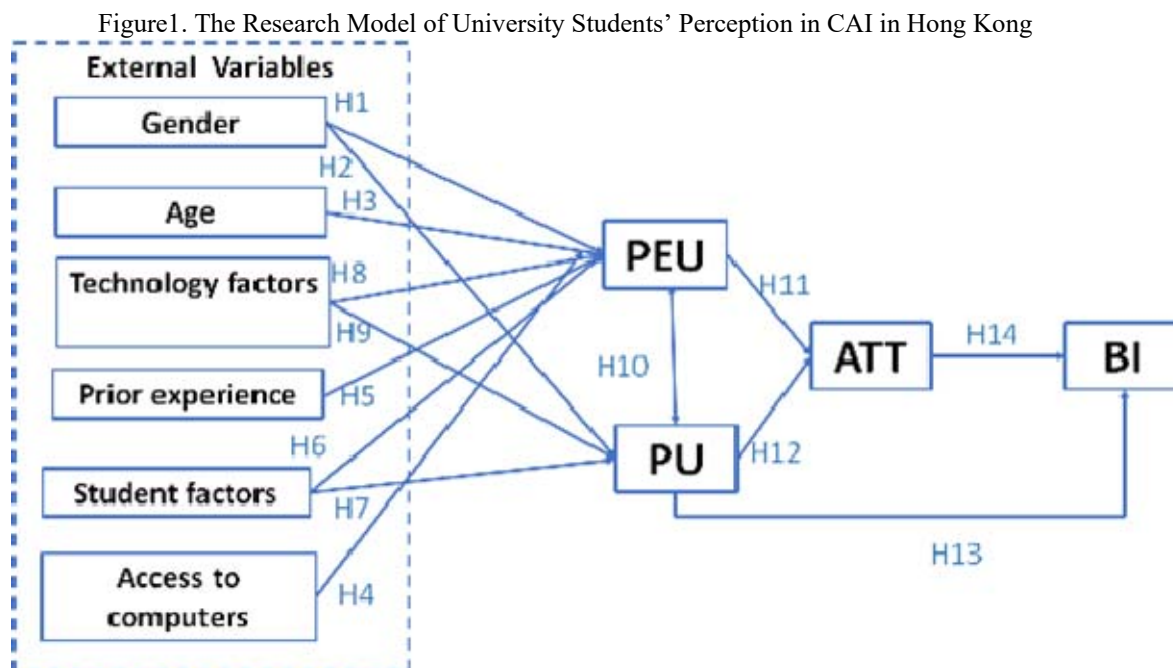 Figure1. The Research Model of University Students' Perception in CAI in Hong Kong
External Variables
Gender
H1
H2
Age
H3
Technology factors
H8
H9
Prior experience
H5
H6
Student factors
H7
Access to
computers
H4
PEU
H10
PU
H11
H12
ATT
H14
BI
H13